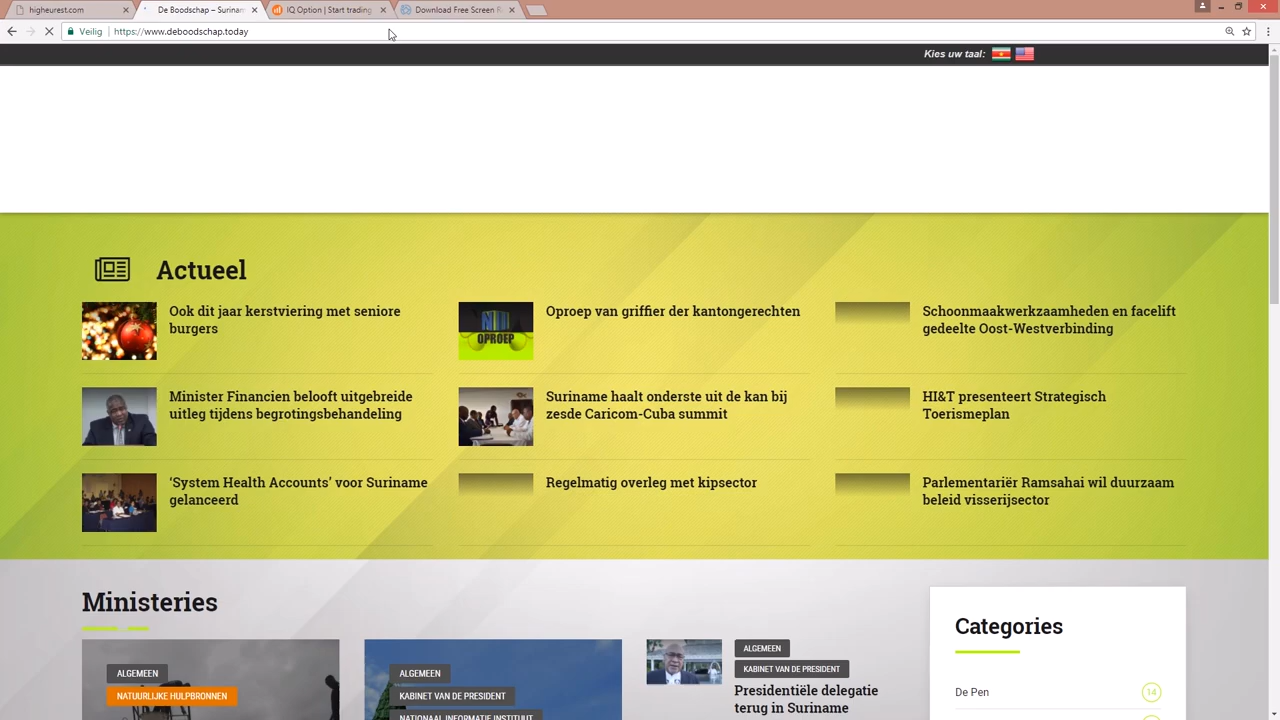 higheurest.com
De Boodschap – Surinam
IQ Option | Start trading
Download Free Screen R
Veilig
https://www.deboodschap.today
Kies uw taal:
Actueel
Ook dit jaar kerstviering met seniore
burgers
OPROEP
Oproep van griffier der kantongerechten
Schoonmaakwerkzaamheden en facelift
gedeelte Oost-Westverbinding
Minister Financien belooft uitgebreide
uitleg tijdens begrotingsbehandeling
Suriname haalt onderste uit de kan bij
zesde Caricom-Cuba summit
HI&T presenteert Strategisch
Toerismeplan
‘System Health Accounts’ voor Suriname
gelanceerd
Regelmatig overleg met kipsector
Parlementariër Ramsahai wil duurzaam
beleid visserijsector
Ministeries
ALGEMEEN
NATUURLIJKE HULPBRONNEN
ALGEMEEN
KABINET VAN DE PRESIDENT
NATIONAAL INFORMATIE INSTITUUT
ALGEMEEN
KABINET VAN DE PRESIDENT
Presidentiële delegatie
terug in Suriname
Categories
De Pen
14